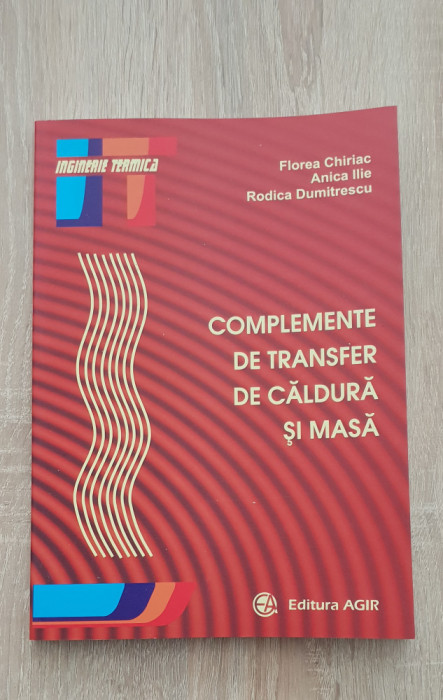 INGINERIE TERMICA
Florea Chiriac
Anica Ilie
Rodica Dumitrescu
COMPLEMENTE
DE TRANSFER
DE CĂLDURĂ
ŞI MASĂ
Editura AGIR